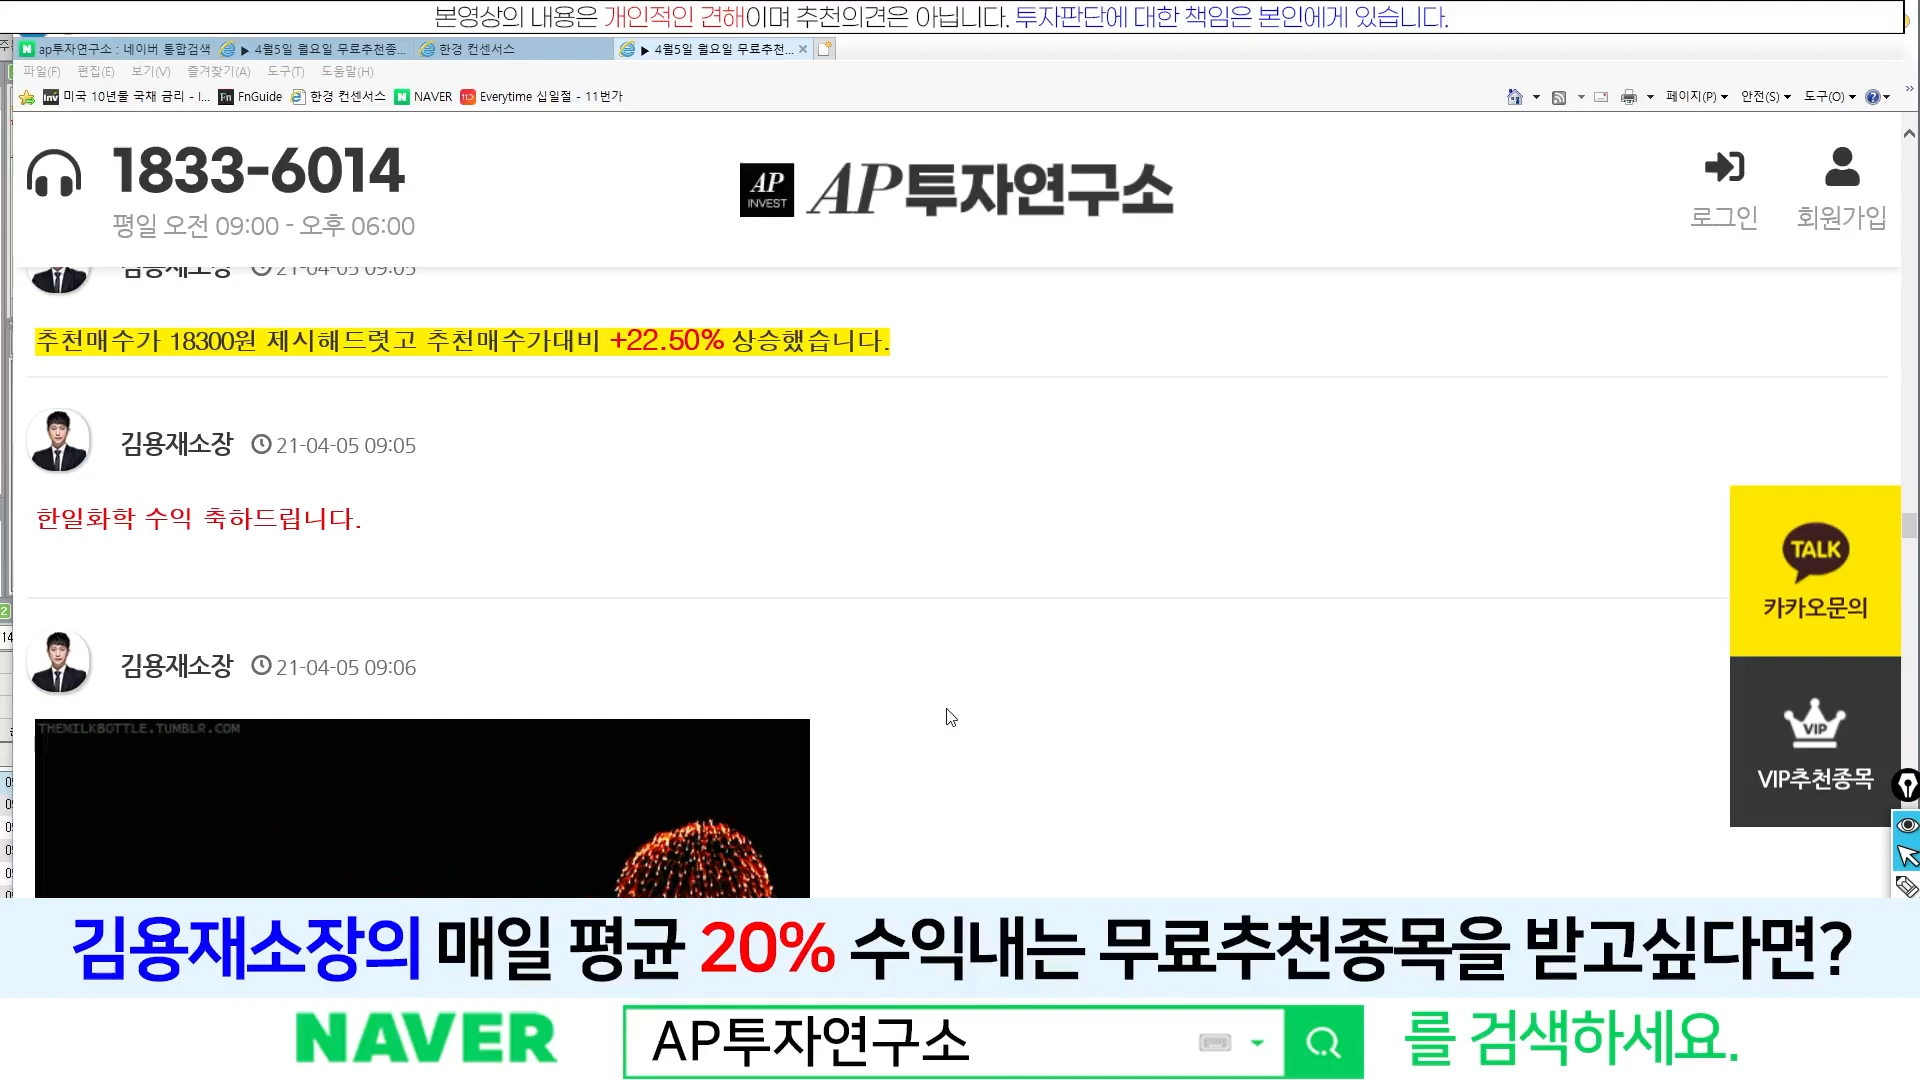 본영상의 내용은 개인적인 견해이며 추천의견은 아닙니다. 투자판단에 대한 책임은 본인에게 있습니다.
ap투자연구소 : 네이버 통합검색 ▶ 4월5일 월요일 무료추천종... 한경 컨센서스 ▶ 4월5일 월요일 무료추천...
파일(F) 편집(E) 보기(V) 즐겨찾기(A) 도구(T) 도움말(H)
Inv 미국 10년물 국채 금리 - I... Fn FnGuide 한경 컨센서스 N NAVER 11 Everytime 십일절 - 11번가 페이지(P) 안전(S) 도구(O)
1833-6014
평일 오전 09:00 - 오후 06:00
AP INVEST AP투자연구소
로그인 회원가입
김용재소장 21-04-05 09:05
추천매수가 18300원 제시해드렷고 추천매수가대비 +22.50% 상승했습니다.
김용재소장 21-04-05 09:05
한일화학 수익 축하드립니다.
TALK
카카오문의
김용재소장 21-04-05 09:06
THEMILKBOTTLE.TUMBLR.COM
VIP
VIP추천종목
김용재소장의 매일 평균 20% 수익내는 무료추천종목을 받고싶다면?
NAVER AP투자연구소 를 검색하세요.